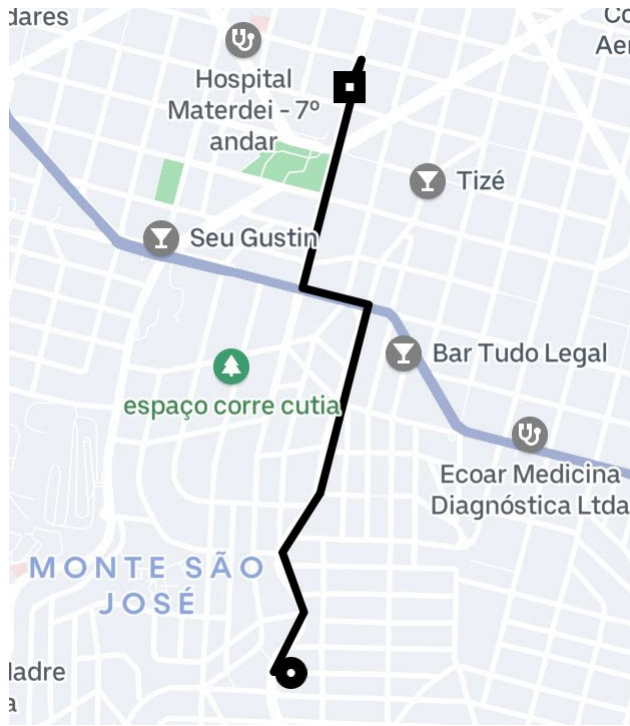 dares
Co
Aer
Hospital
Materdei - 7º
andar
Tizé
Seu Gustin
Bar Tudo Legal
espaço corre cutia
Ecoar Medicina
Diagnóstica Ltda
MONTE SÃO
JOSÉ
ladre
a